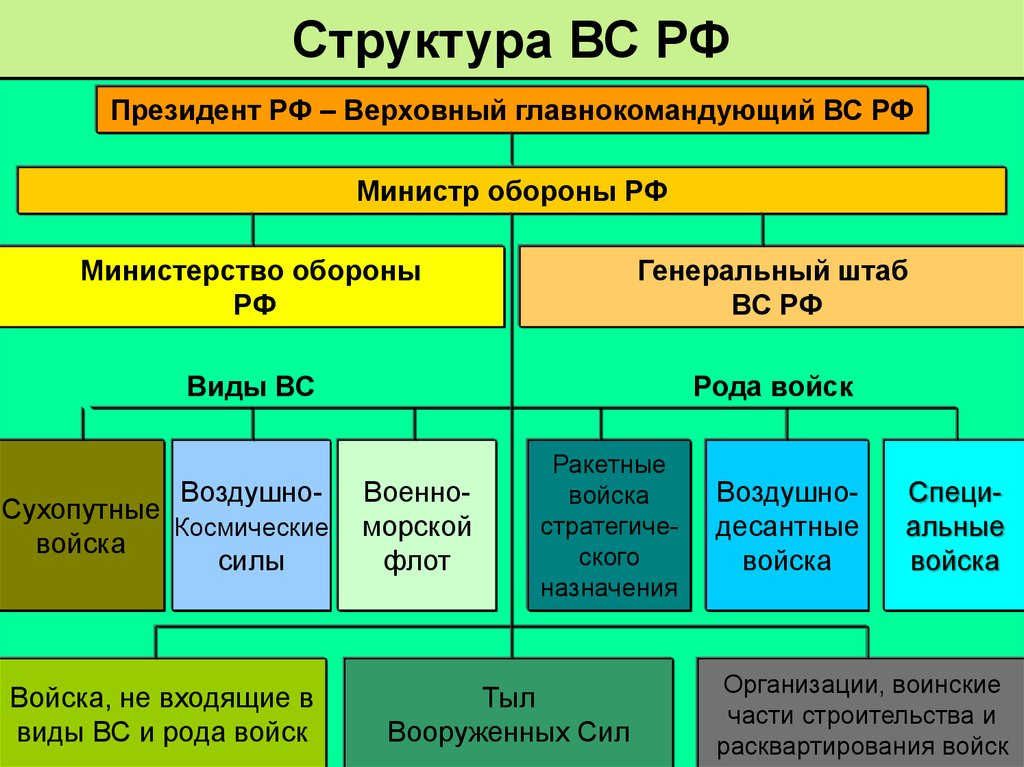 Структура ВС РФ
Президент РФ – Верховный главнокомандующий ВС РФ
Министр обороны РФ
Министерство обороны
РФ
Генеральный штаб
ВС РФ
Виды ВС
Рода войск
Сухопутные
войска
Воздушно-
Космические
силы
Военно-
морской
флот
Ракетные
войска
стратегиче-
ского
назначения
Воздушно-
десантные
войска
Специ-
альные
войска
Войска, не входящие в
виды ВС и рода войск
Тыл
Вооруженных Сил
Организации, воинские
части строительства и
расквартирования войск